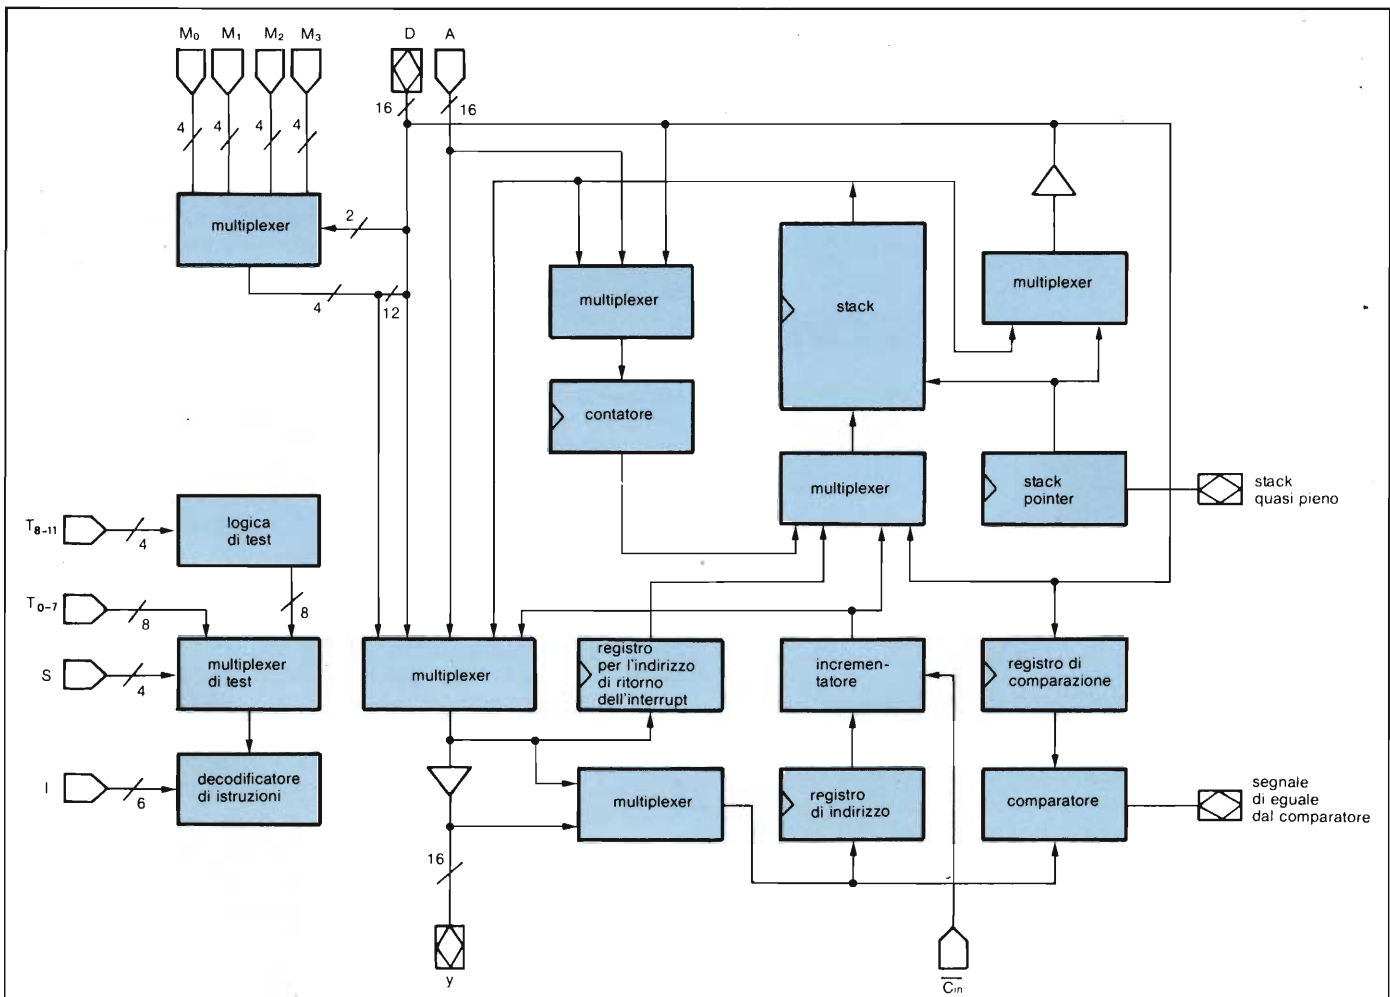 M0 M1 M2 M3 D A
16 16
4 4 4 4
multiplexer
2
4 12
multiplexer
stack
multiplexer
contatore
multiplexer
stack
pointer
stack
quasi pieno
T8-11
4
logica
di test
8
T0-7
8
S
4
multiplexer
di test
multiplexer
registro
per l'indirizzo
di ritorno
dell'interrupt
incremen-
tatore
registro di
comparazione
I
6
decodificatore
di istruzioni
multiplexer
registro
di indirizzo
comparatore
segnale
di eguale
dal comparatore
16
y
Cin